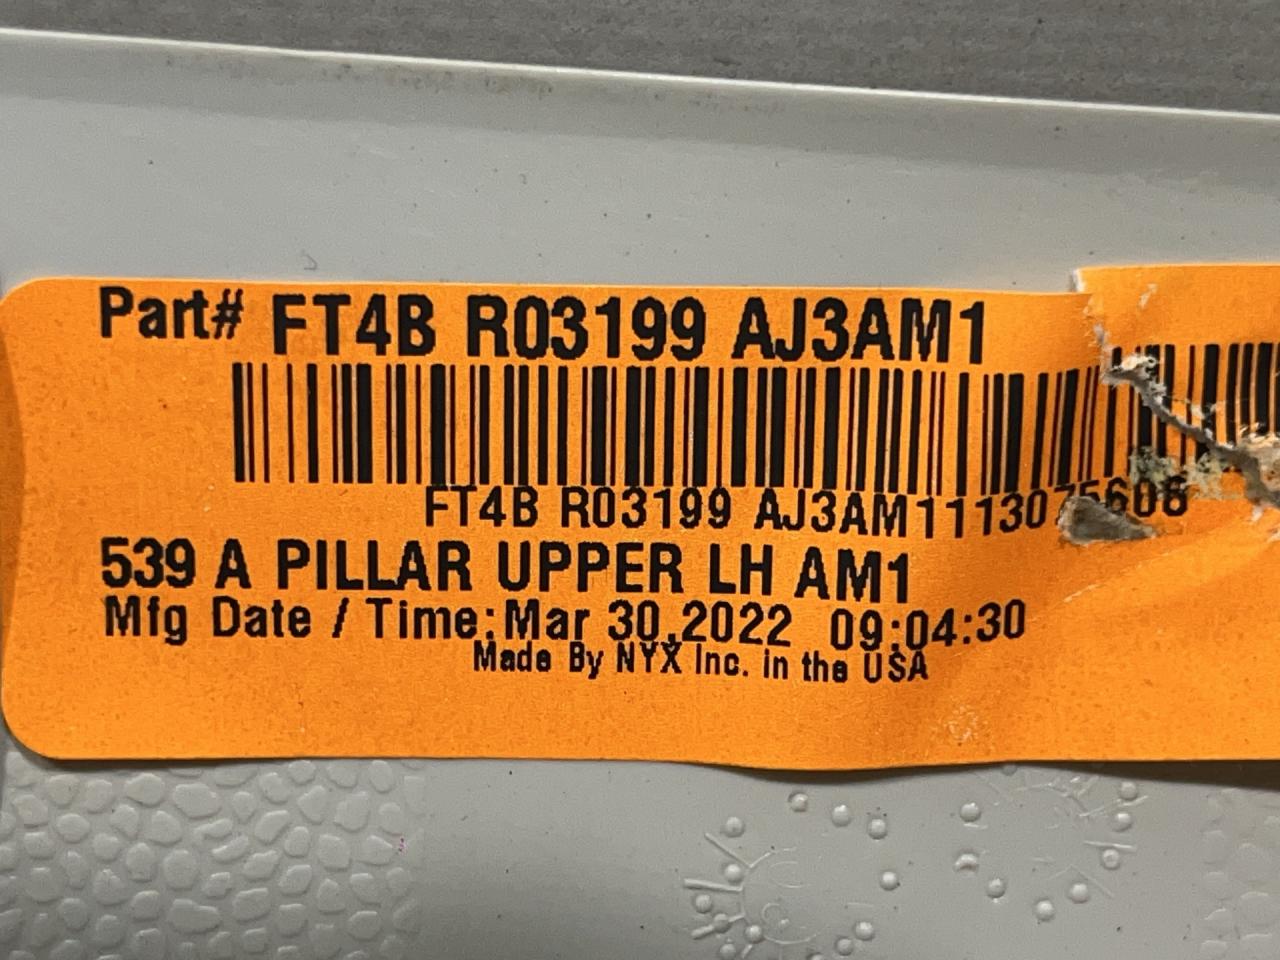 Part# FT4B R03199 AJ3AM1
FT4B R03199 AJ3AM1113075608
539 A PILLAR UPPER LH AM1
Mfg Date / Time:Mar 30,2022 09:04:30
Made By NYX Inc. in the USA